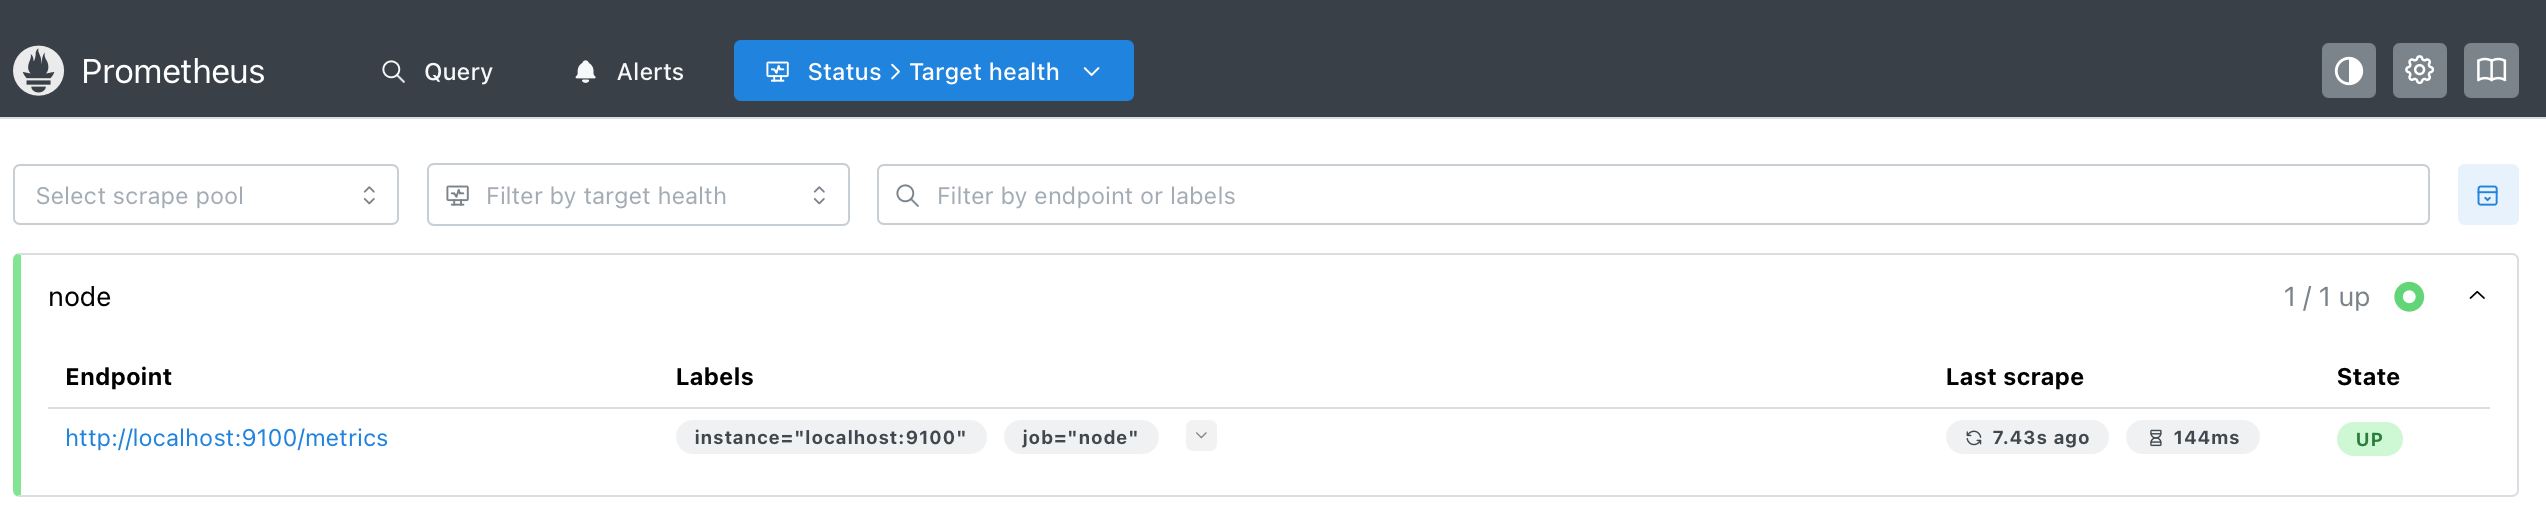 Prometheus Query Alerts Status > Target health
Select scrape pool Filter by target health Filter by endpoint or labels
node 1 / 1 up
Endpoint Labels Last scrape State
http://localhost:9100/metrics instance="localhost:9100" job="node" 7.43s ago 144ms UP